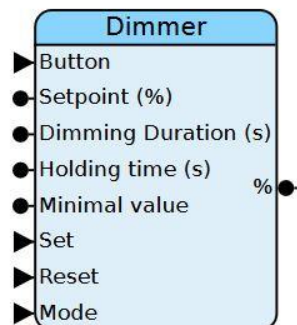 Dimmer
Button
Setpoint (%)
Dimming Duration (s)
Holding time (s)
%
Minimal value
Set
Reset
Mode